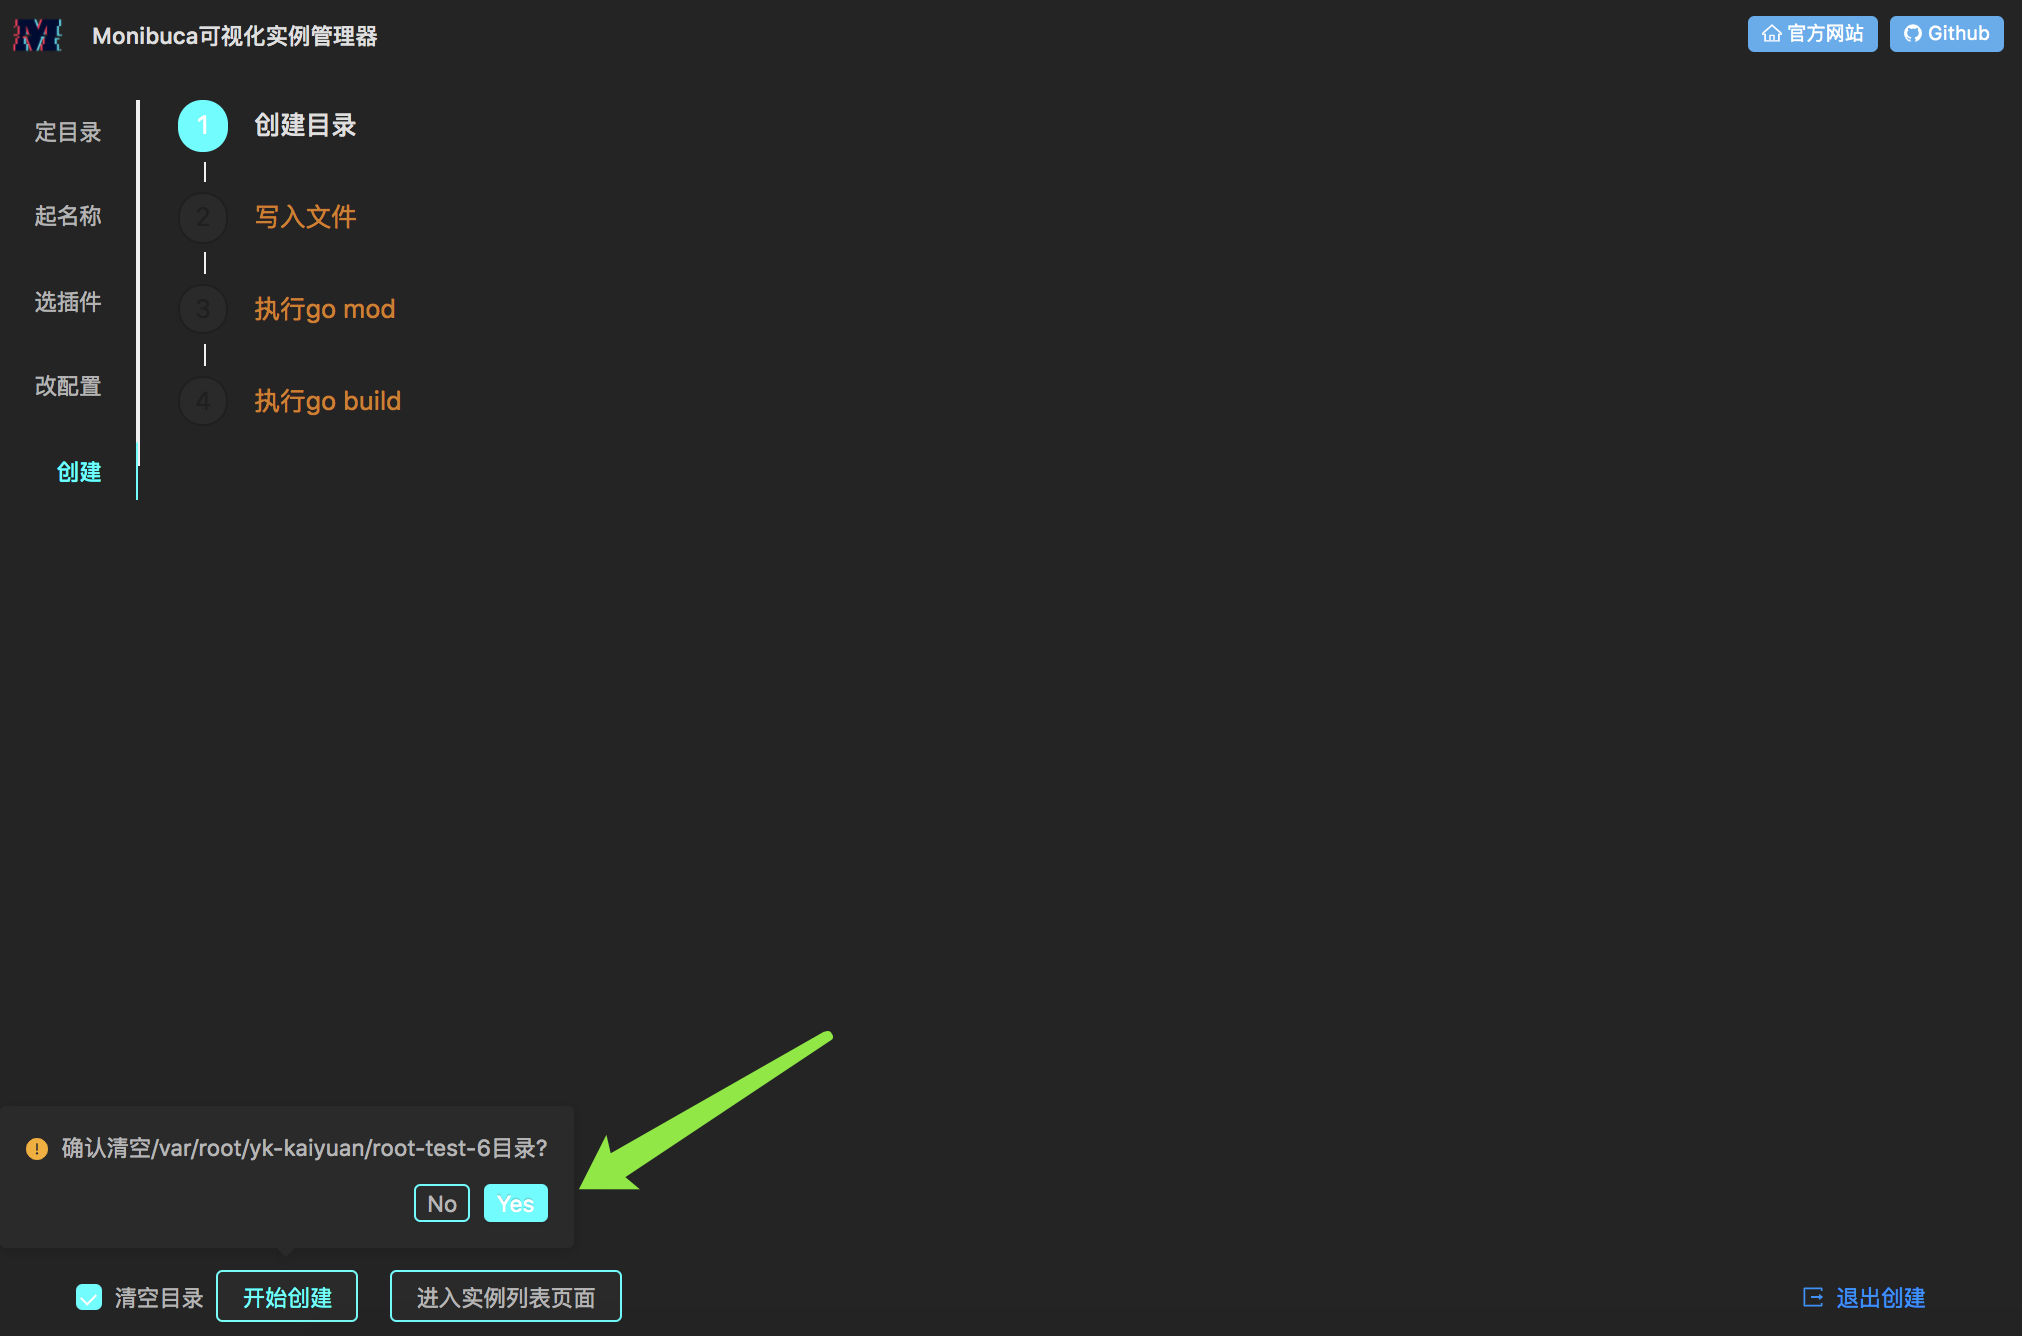 Monibuca可视化实例管理器
官方网站
Github
定目录
起名称
选插件
改配置
创建
1 创建目录
2 写入文件
3 执行go mod
4 执行go build
确认清空/var/root/yk-kaiyuan/root-test-6目录?
No
Yes
清空目录
开始创建
进入实例列表页面
退出创建